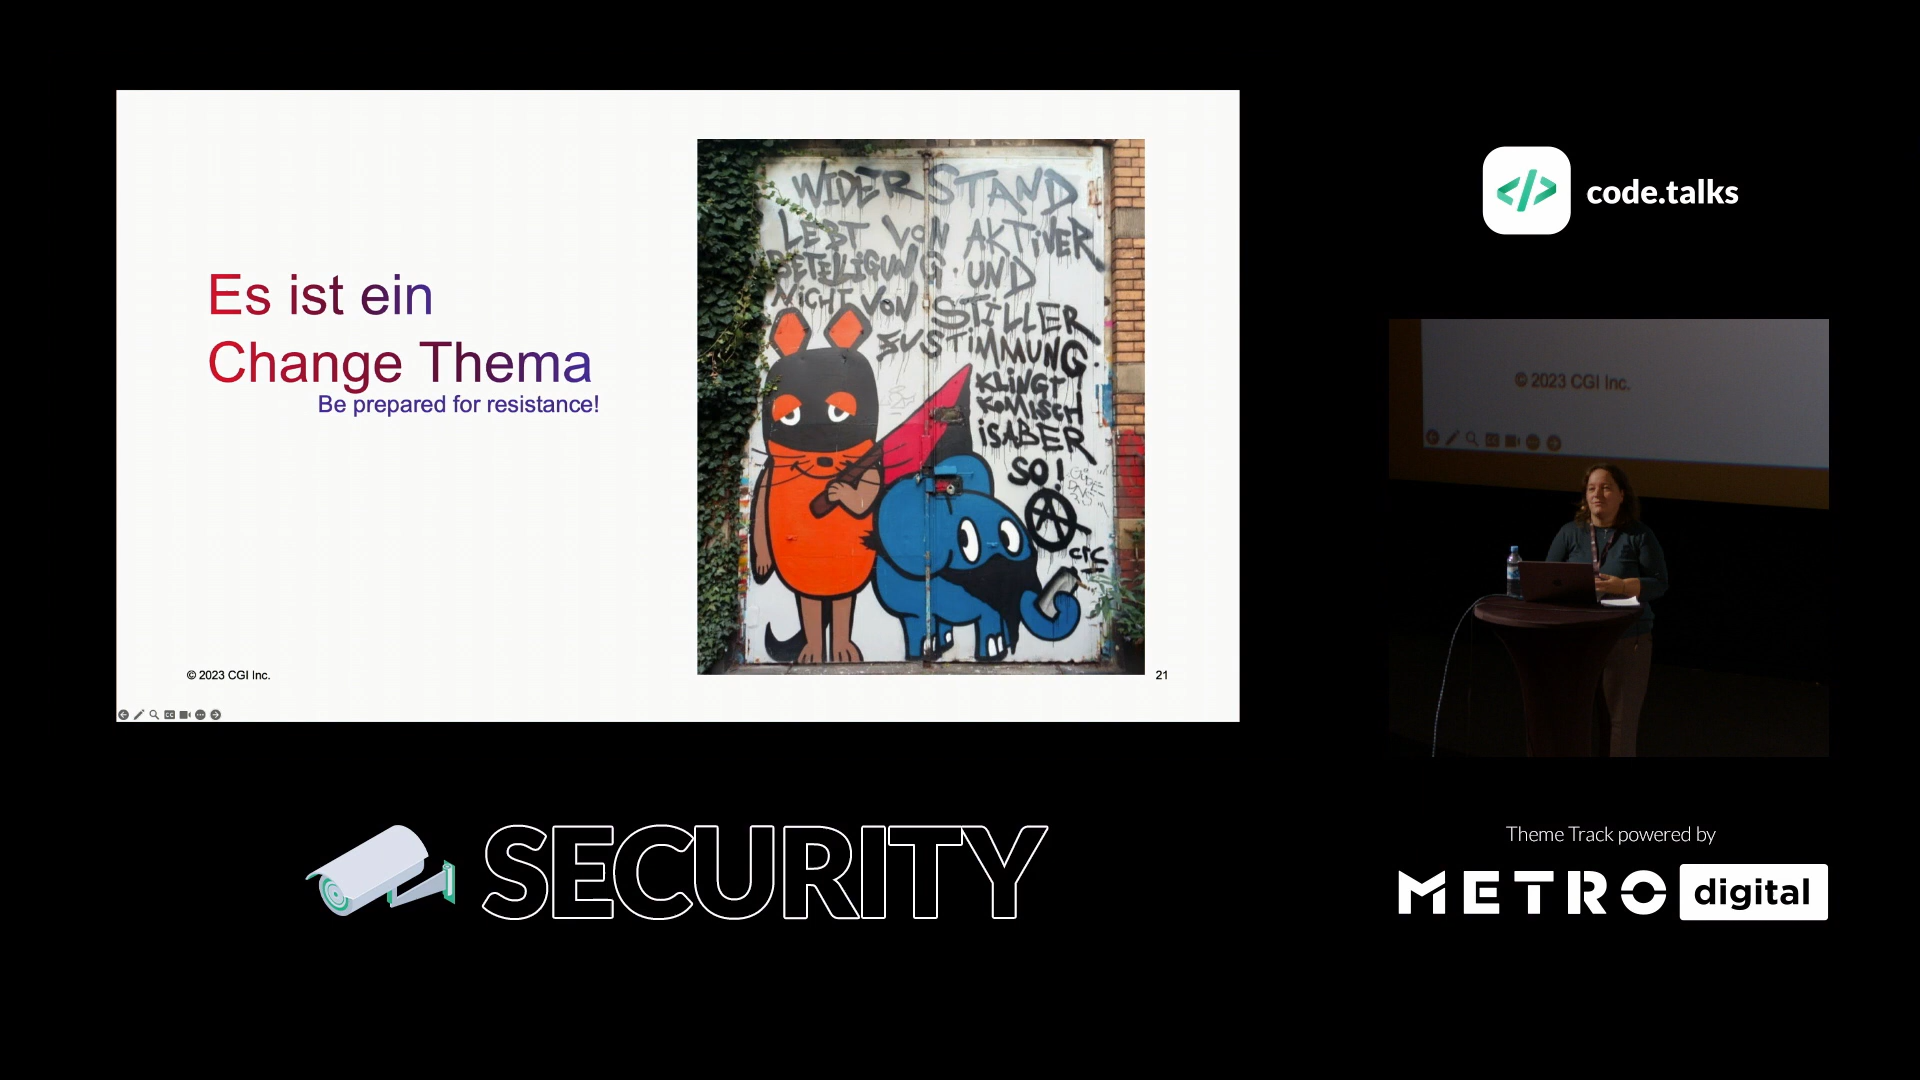 Es ist ein
Change Thema
Be prepared for resistance!
WIDERSTAND
LEBT VON AKTIVER
BETEILIGUNG UND
NICHT VON STILLER
ZUSTIMMUNG.
KLINGT
KOMISCH
ISABER
SO!
CFC
© 2023 CGI Inc.
21
code.talks
© 2023 CGI Inc.
SECURITY
Theme Track powered by
METRO digital